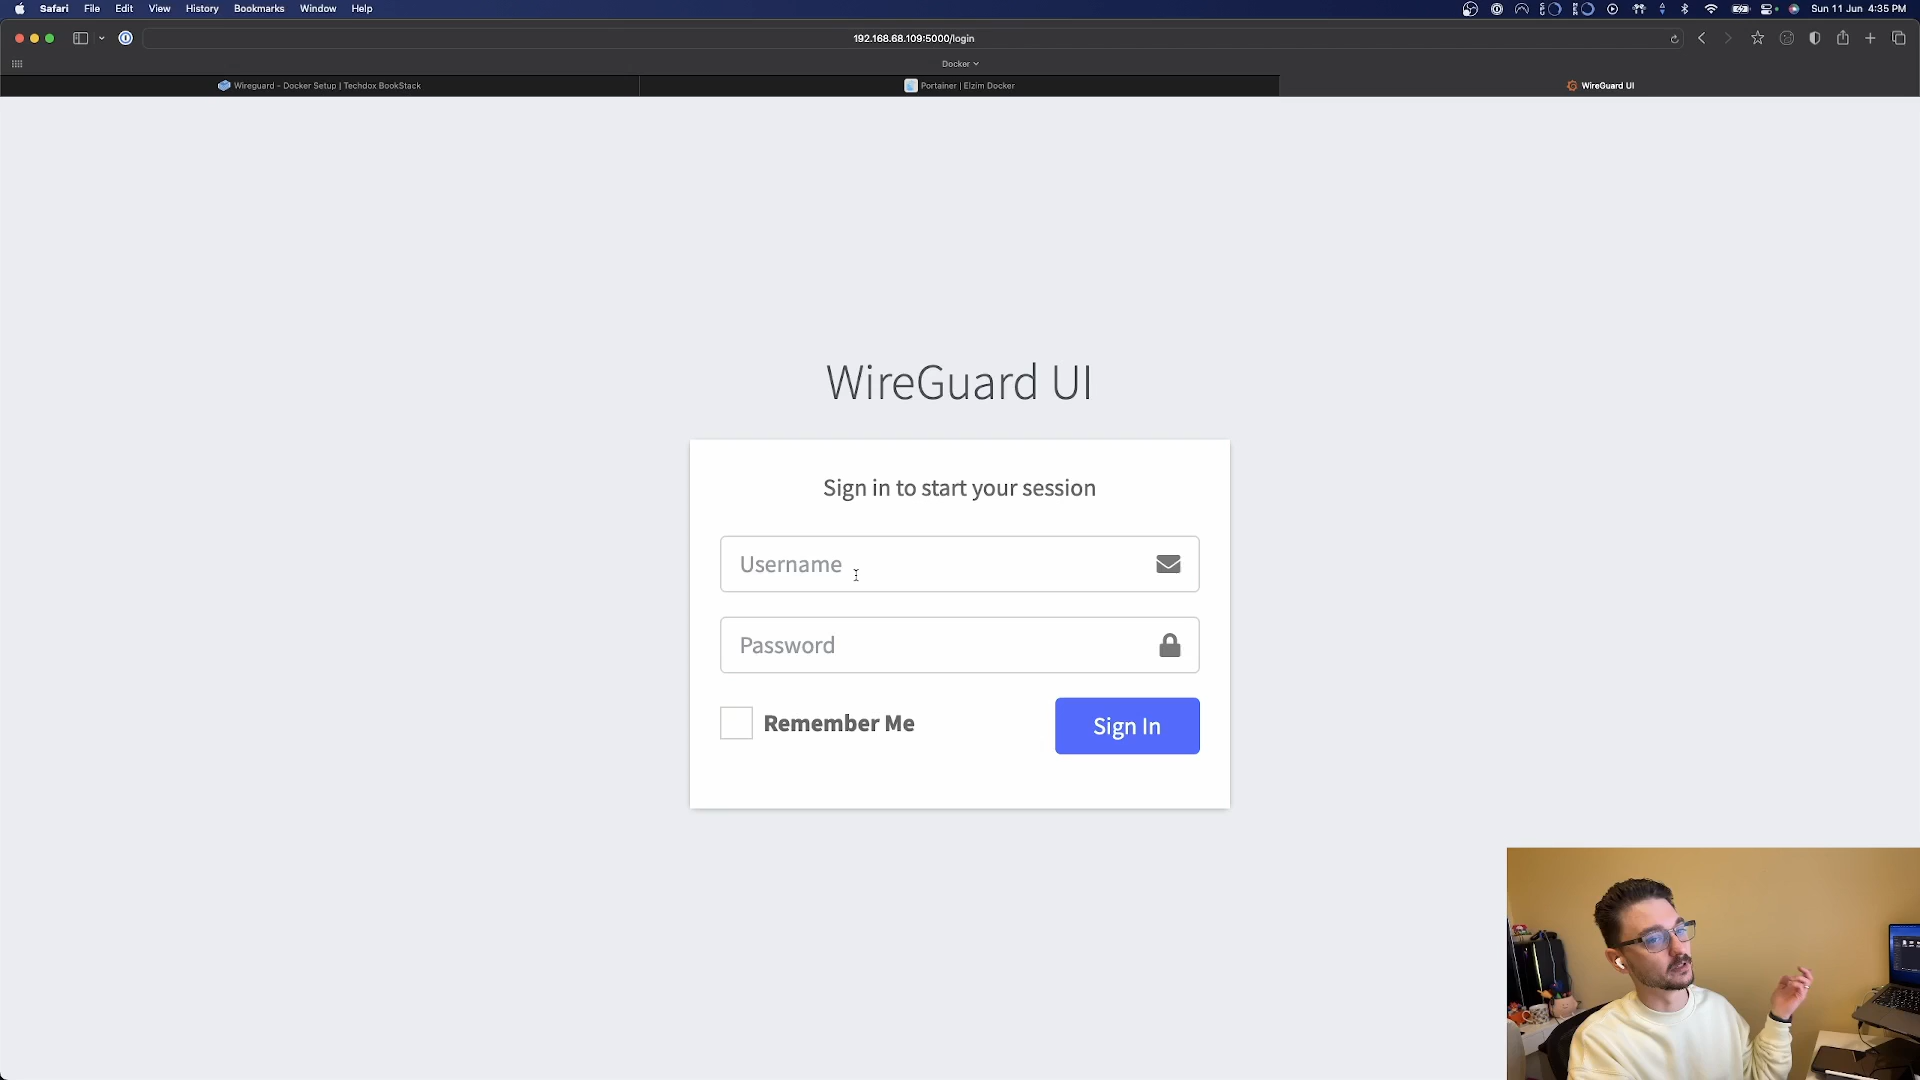 Safari File Edit View History Bookmarks Window Help Sun 11 Jun 4:35 PM
192.168.68.109:5000/login
Docker
Wireguard - Docker Setup | Techdox BookStack Portainer | Elzim Docker WireGuard UI
WireGuard UI
Sign in to start your session
Username
Password
Remember Me Sign In